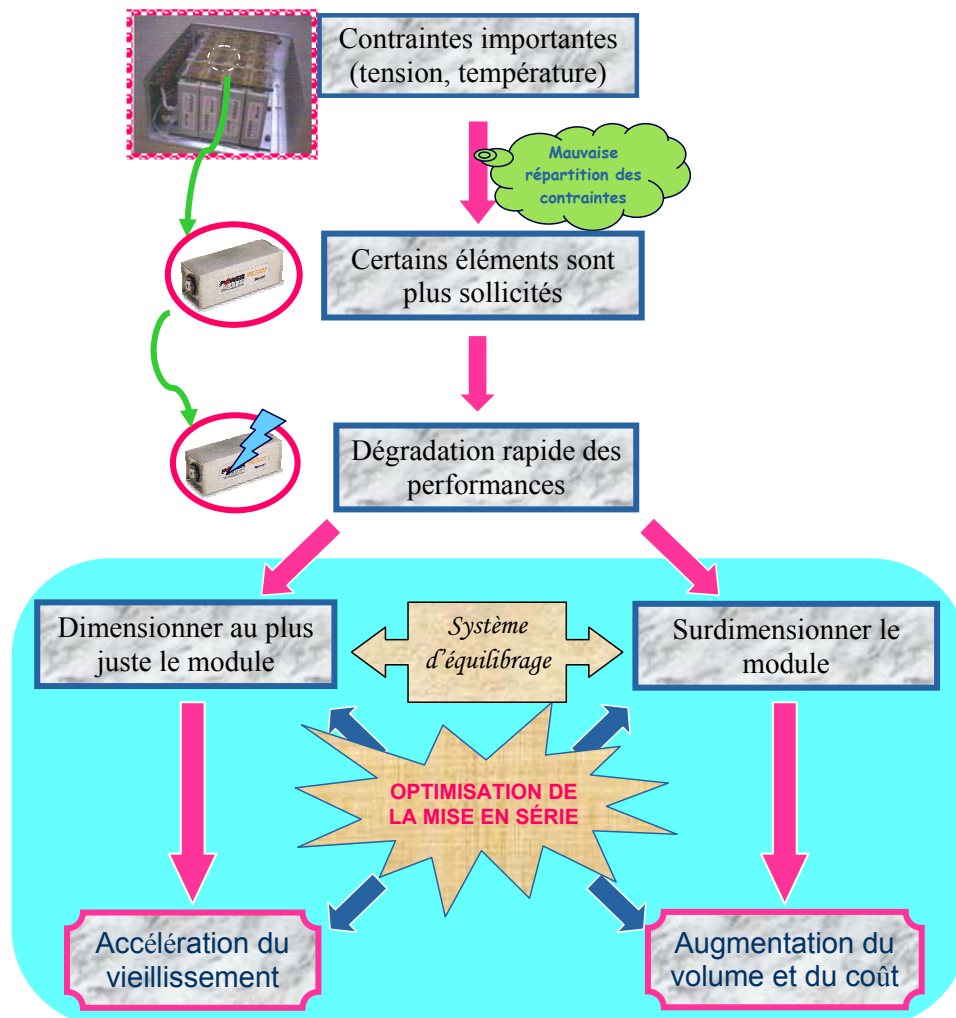 Contraintes importantes
(tension, température)
Mauvaise
répartition des
contraintes
Certains éléments sont
plus sollicités
POWER
Dégradation rapide des
performances
Dimensionner au plus
juste le module
Système
d'équilibrage
Surdimensionner le
module
OPTIMISATION DE
LA MISE EN SÉRIE
Accélération du
vieillissement
Augmentation du
volume et du coût